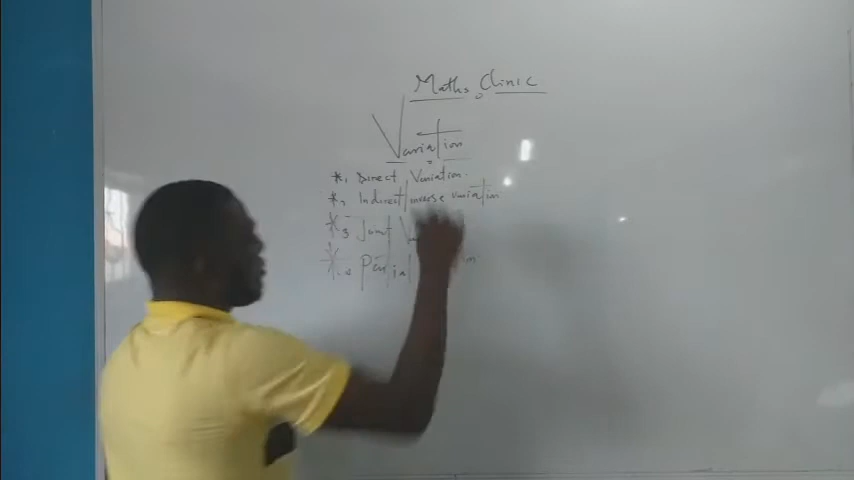 Maths Clinic
Variation
*1 Direct Variation.
*2 Indirect/inverse variation
*3 Joint
*4 Partial